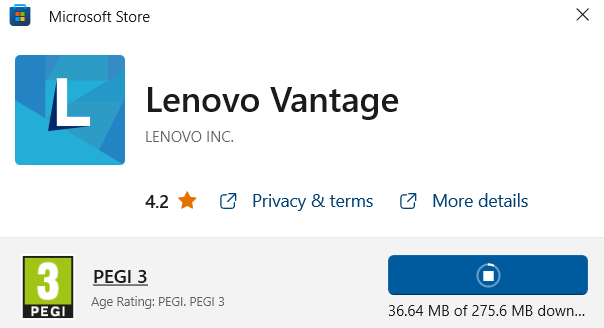 Microsoft Store
L
Lenovo Vantage
LENOVO INC.
4.2 Privacy & terms More details
3
PEGI
PEGI 3
Age Rating: PEGI. PEGI 3
36.64 MB of 275.6 MB down...